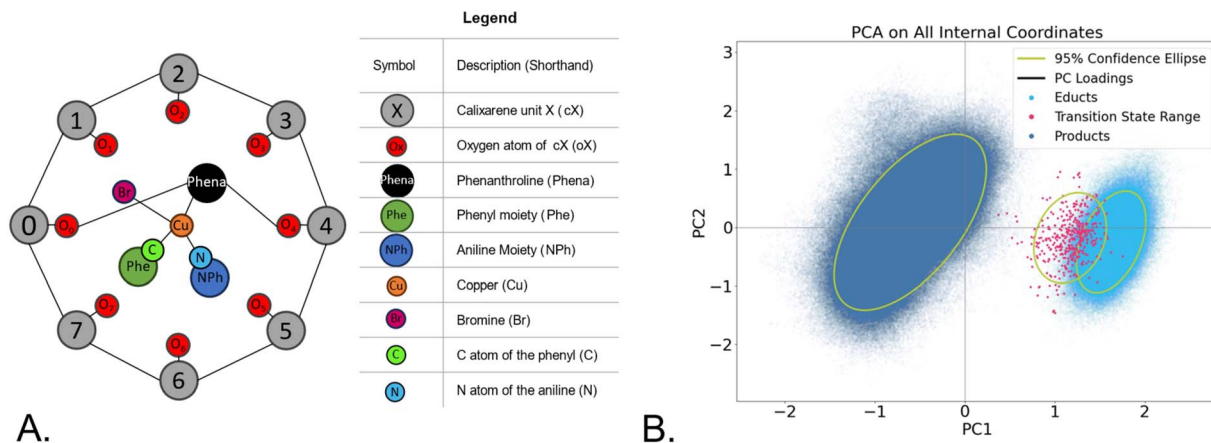 Legend
Symbol
Description (Shorthand)
X
Calixarene unit X (cX)
Ox
Oxygen atom of cX (oX)
Phena
Phenanthroline (Phena)
Phe
Phenyl moiety (Phe)
NPh
Aniline Moiety (NPh)
Cu
Copper (Cu)
Br
Bromine (Br)
C
C atom of the phenyl (C)
N
N atom of the aniline (N)
2
O2
1
O1
3
O3
Phena
Br
0
Cu
O4
4
C
N
Phe
NPh
O7
O5
7
O6
5
6
A.
PCA on All Internal Coordinates
95% Confidence Ellipse
PC Loadings
Educts
Transition State Range
Products
PC2
3
2
1
0
−1
−2
−2
−1
0
1
2
PC1
B.